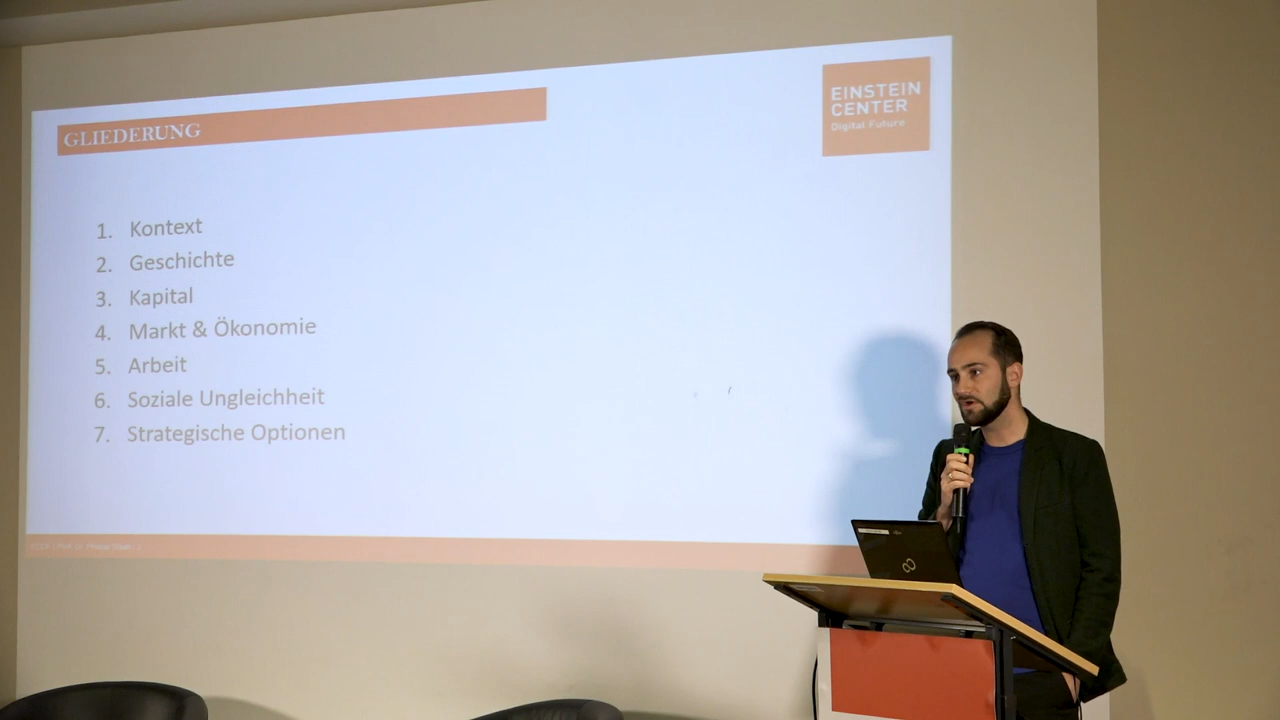 GLIEDERUNG
EINSTEIN
CENTER
Digital Future
1. Kontext
2. Geschichte
3. Kapital
4. Markt & Ökonomie
5. Arbeit
6. Soziale Ungleichheit
7. Strategische Optionen